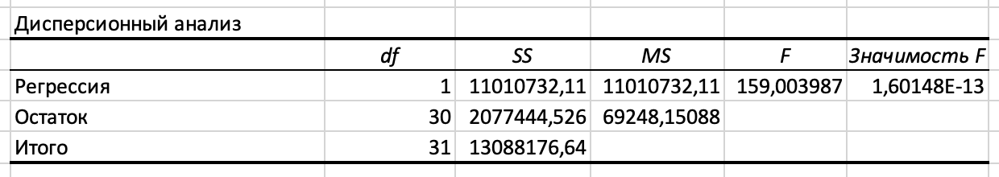 Дисперсионный анализ
df SS MS F Значимость F
Регрессия 1 11010732,11 11010732,11 159,003987 1,60148E-13
Остаток 30 2077444,526 69248,15088
Итого 31 13088176,64